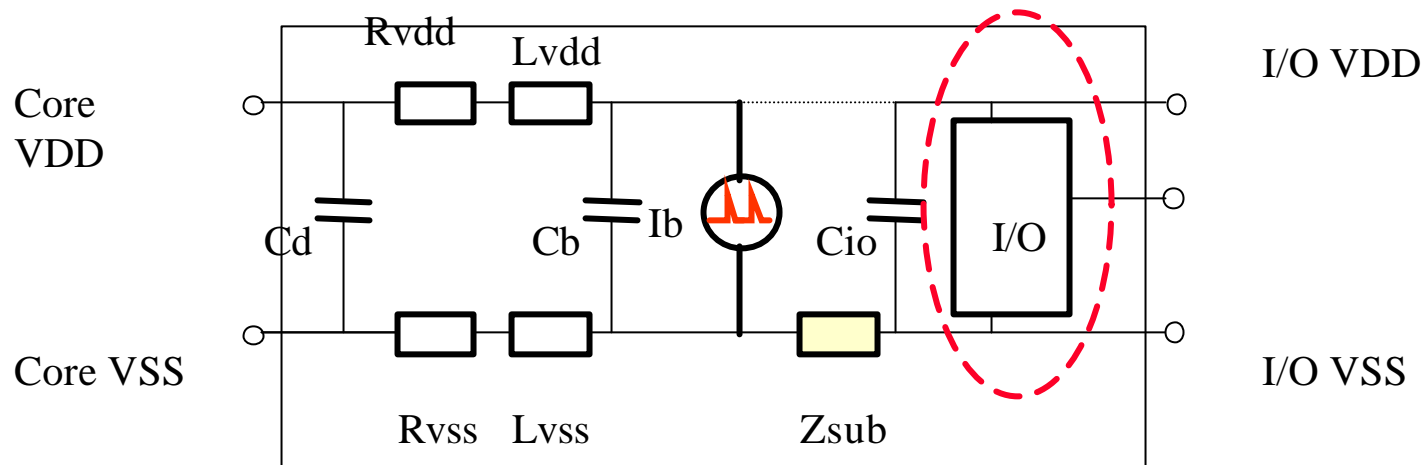 Rvdd
Lvdd
I/O VDD
Core
VDD
Cd
Cb
Ib
Cio
I/O
Core VSS
I/O VSS
Rvss
Lvss
Zsub